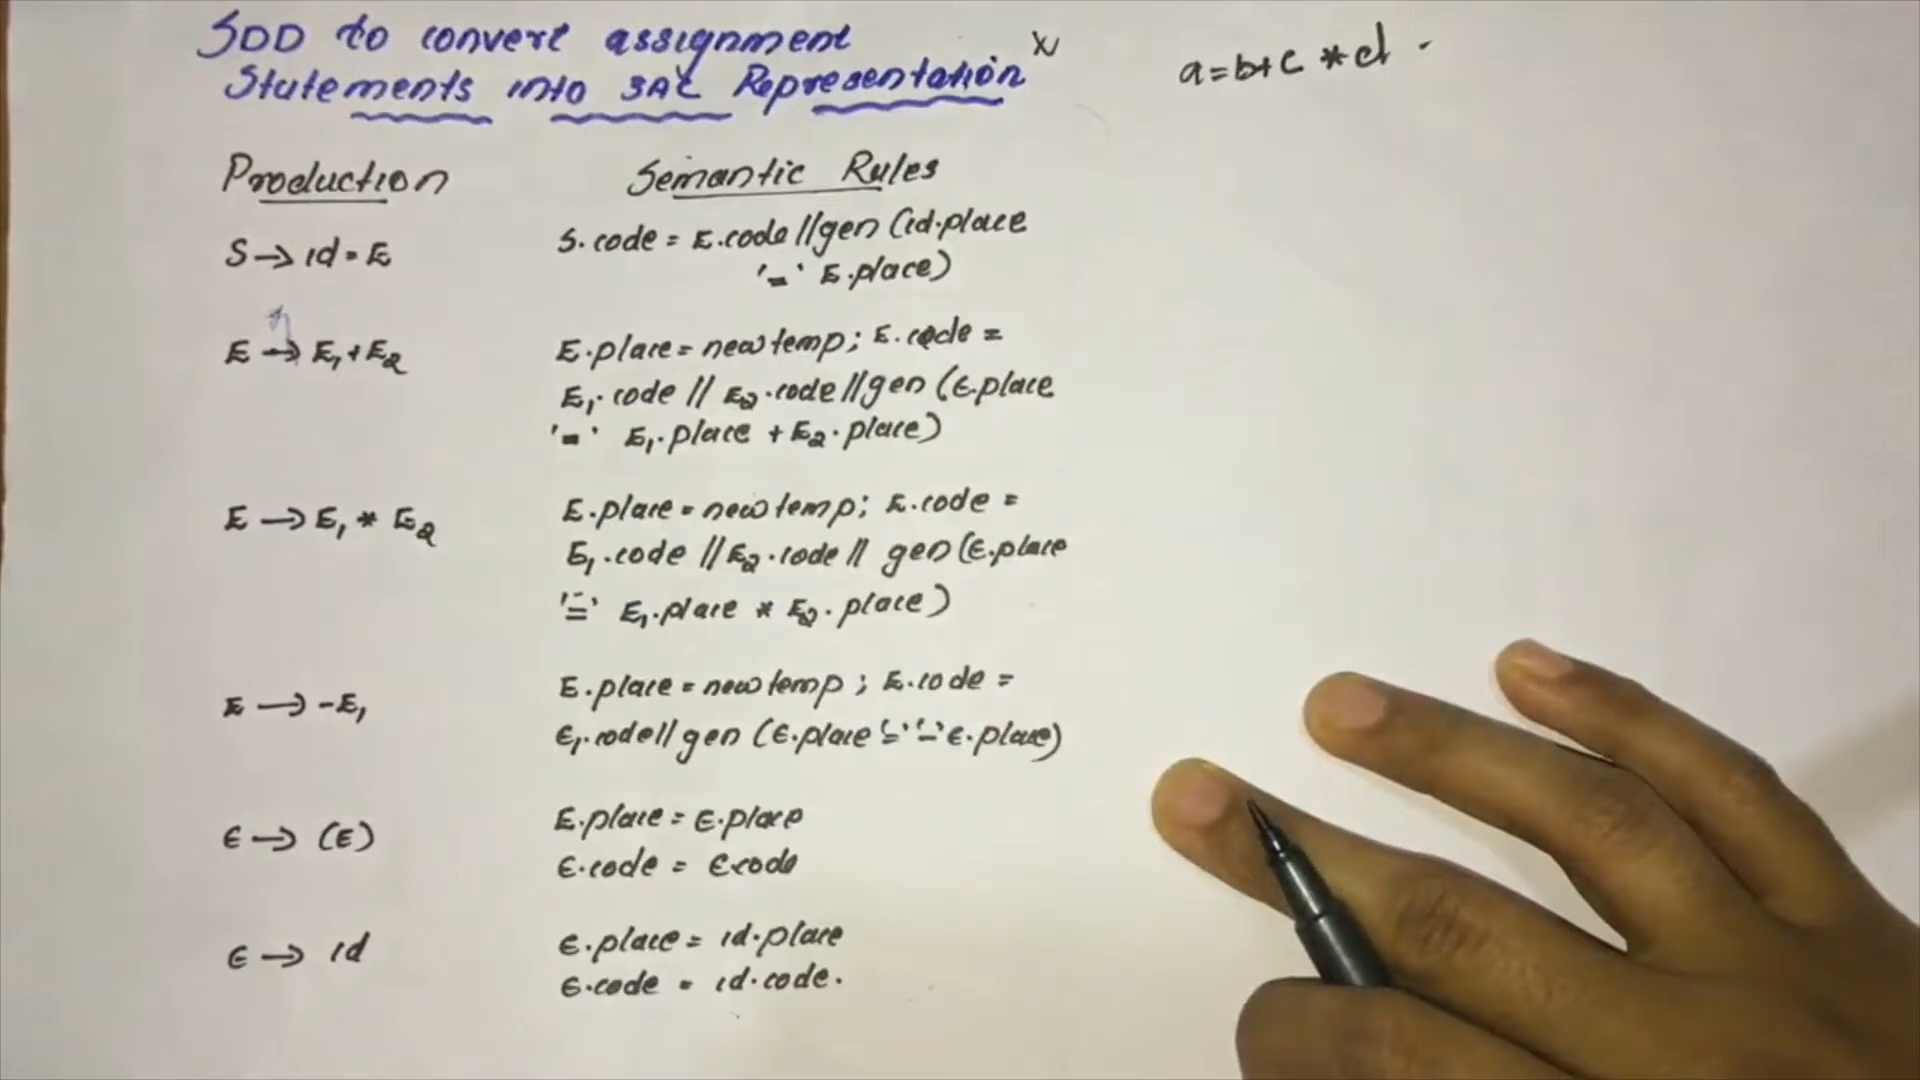 SDD to convert assignment
Statements into 3AC Representation
a=b+c *d
Production Semantic Rules
S → id = E S.code = E.code//gen (id.place
'=' E.place)
E → E1 + E2 E.place = newtemp; E.code =
E1.code // E2.code//gen (E.place
'=' E1.place + E2.place)
E → E1 * E2 E.place = newtemp; E.code =
E1.code // E2.code // gen (E.place
'=' E1.place * E2.place)
E → -E1 E.place = newtemp; E.code =
E1.code// gen (E.place '=' '-' E.place)
E → (E) E.place = E.place
E.code = E.code
E → id E.place = id.place
E.code = id.code.